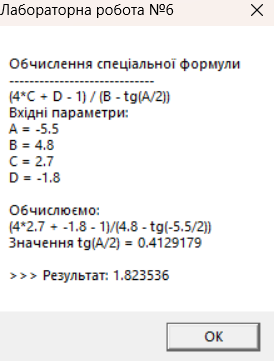 Лабораторна робота №6
Обчислення спеціальної формули
-----------------------------
(4*C + D - 1) / (B - tg(A/2))
Вхідні параметри:
A = -5.5
B = 4.8
C = 2.7
D = -1.8
Обчислюємо:
(4*2.7 + -1.8 - 1)/(4.8 - tg(-5.5/2))
Значення tg(A/2) = 0.4129179
>>> Результат: 1.823536
OK